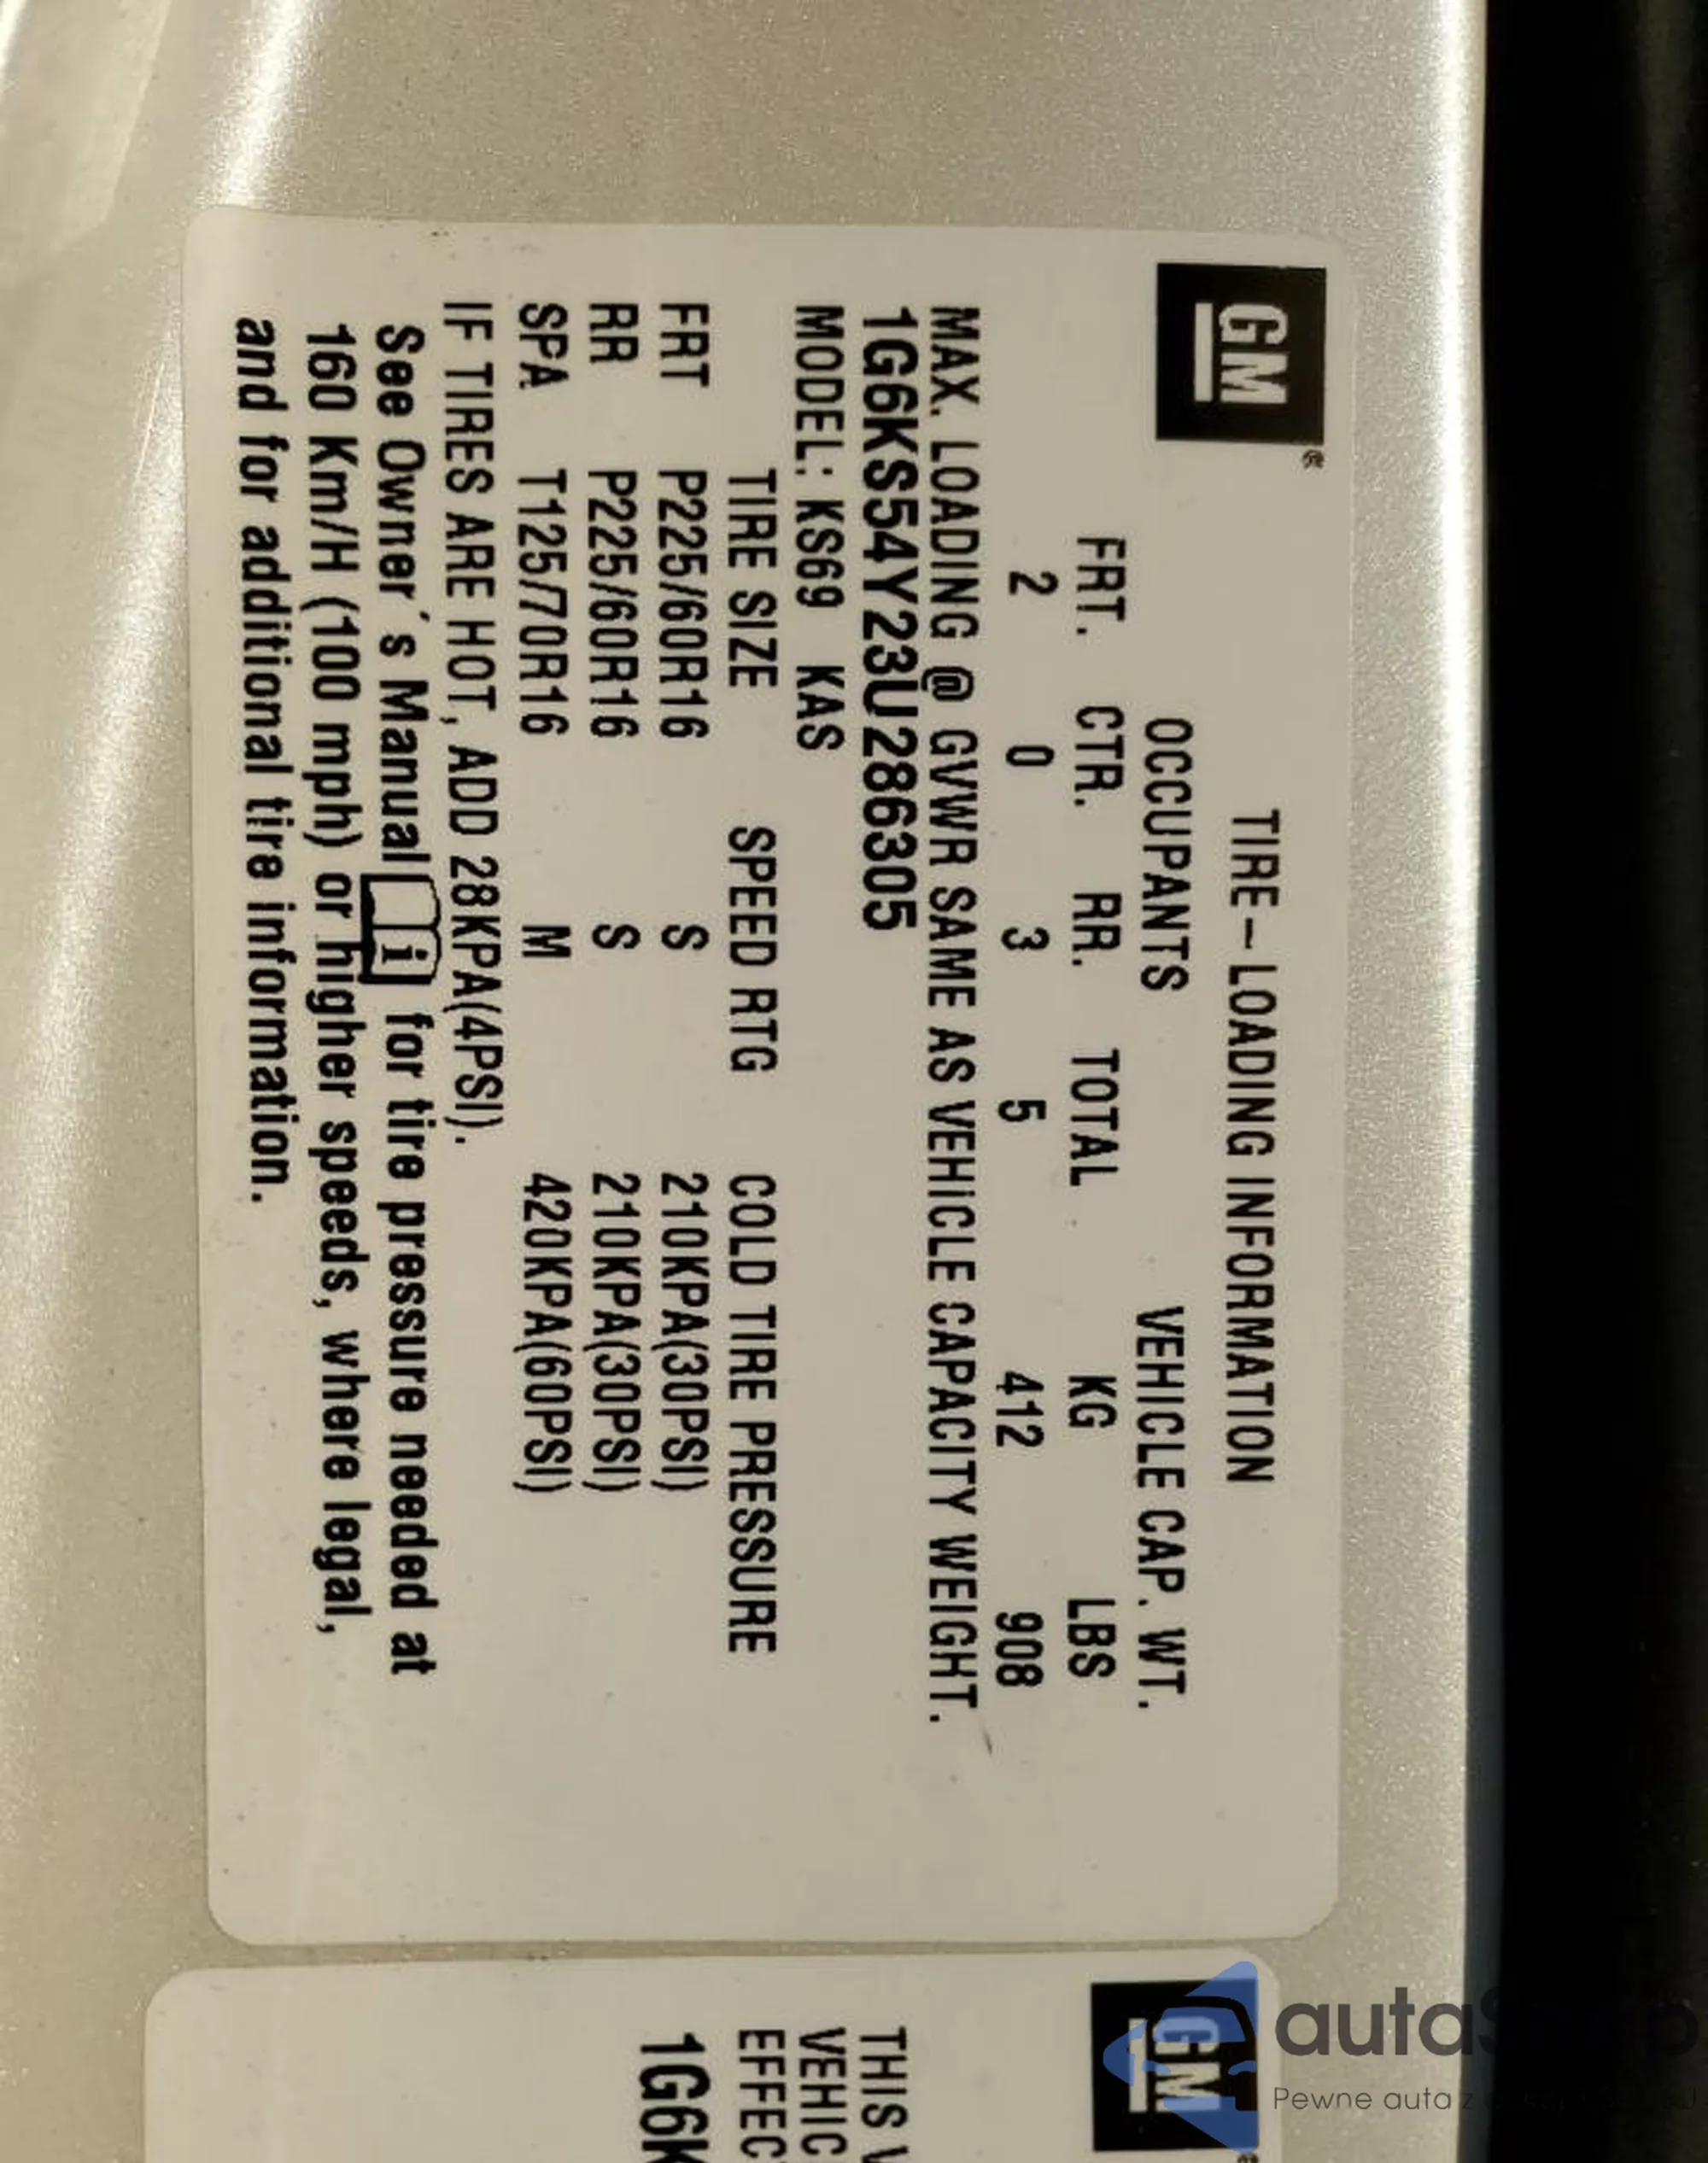 GM®
TIRE-LOADING INFORMATION
OCCUPANTS VEHICLE CAP. WT.
FRT. CTR. RR. TOTAL KG LBS
2 0 3 5 412 908
MAX. LOADING @ GVWR SAME AS VEHICLE CAPACITY WEIGHT.
1G6KS54Y23U286305
MODEL: KS69 KAS
TIRE SIZE SPEED RTG COLD TIRE PRESSURE
FRT P225/60R16 S 210KPA(30PSI)
RR P225/60R16 S 210KPA(30PSI)
SPA T125/70R16 M 420KPA(60PSI)
IF TIRES ARE HOT, ADD 28KPA(4PSI).
See Owner´s Manual i for tire pressure needed at
160 Km/H (100 mph) or higher speeds, where legal,
and for additional tire information.
GM
THIS V
VEHIC
EFFEC
1G6K
Pewne auta z